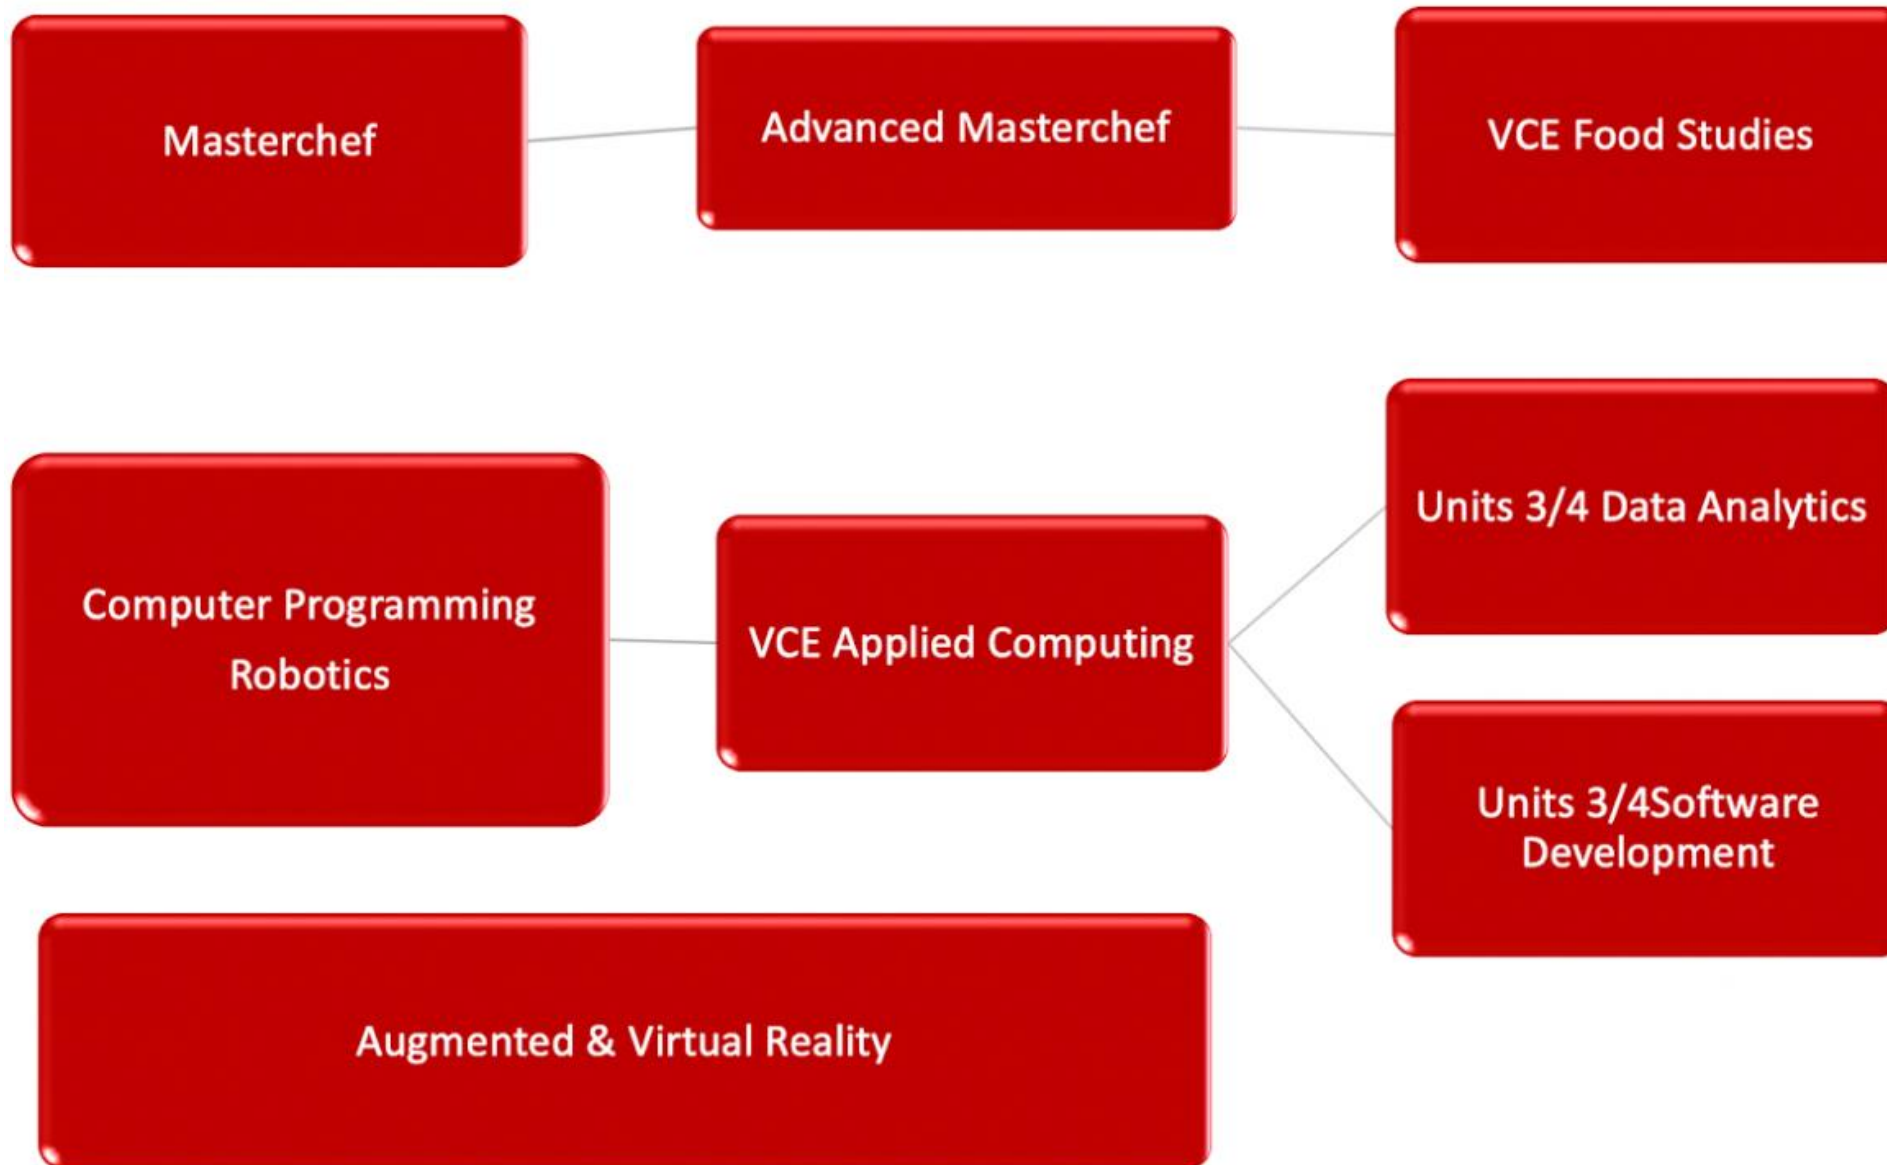 Masterchef
Advanced Masterchef
VCE Food Studies
Computer Programming
Robotics
VCE Applied Computing
Units 3/4 Data Analytics
Units 3/4Software
Development
Augmented & Virtual Reality